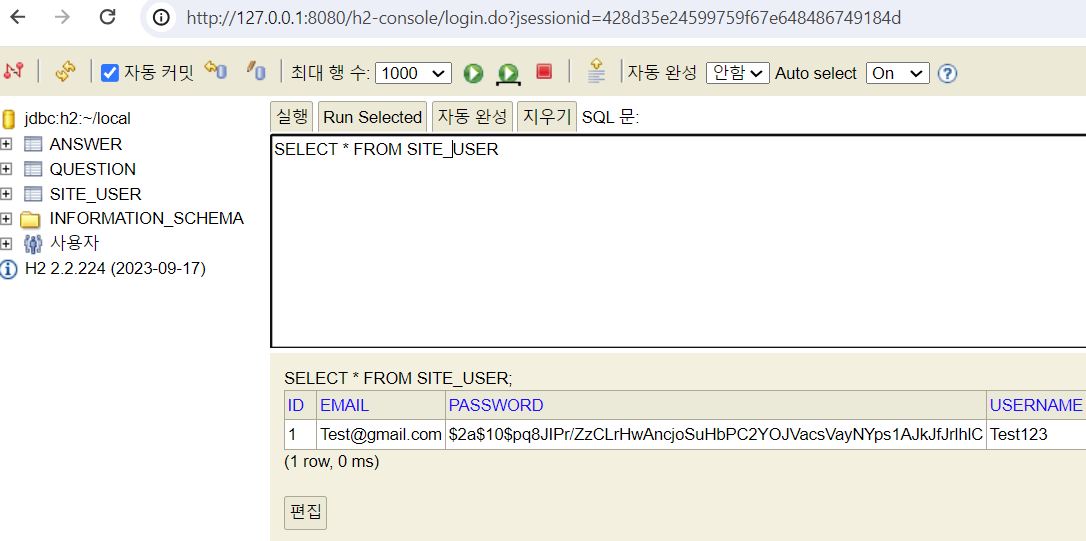 http://127.0.0.1:8080/h2-console/login.do?jsessionid=428d35e24599759f67e648486749184d
자동 커밋 최대 행 수: 1000 자동 완성 안함 Auto select On
jdbc:h2:~/local
ANSWER
QUESTION
SITE_USER
INFORMATION_SCHEMA
사용자
H2 2.2.224 (2023-09-17)
실행 Run Selected 자동 완성 지우기 SQL 문:
SELECT * FROM SITE_USER
SELECT * FROM SITE_USER;
ID EMAIL PASSWORD USERNAME
1 Test@gmail.com $2a$10$pq8JIPr/ZzCLrHwAncjoSuHbPC2YOJVacsVayNYps1AJkJfJrlhlC Test123
(1 row, 0 ms)
편집